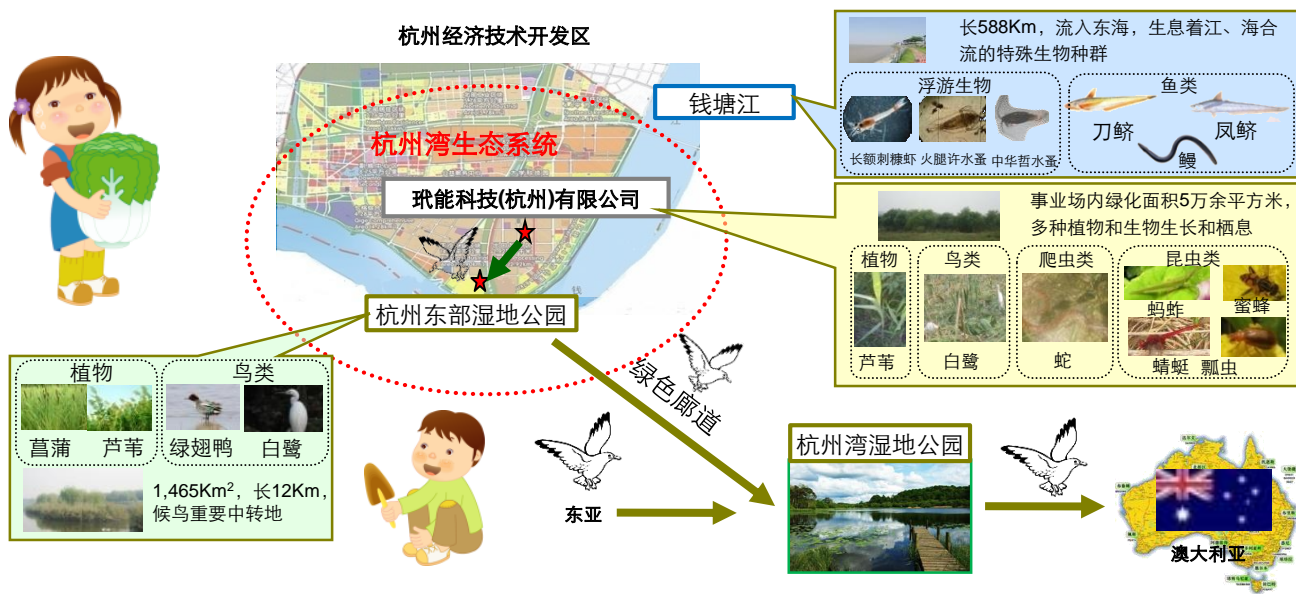 杭州经济技术开发区
长588Km，流入东海，生息着江、海合
流的特殊生物种群
浮游生物
鱼类
长额刺糠虾
火腿许水蚤
中华哲水蚤
刀鲚
凤鲚
鳗
钱塘江
杭州湾生态系统
玳能科技(杭州)有限公司
事业场内绿化面积5万余平方米，
多种植物和生物生长和栖息
植物
鸟类
爬虫类
昆虫类
芦苇
白鹭
蛇
蚂蚱
蜜蜂
蜻蜓
瓢虫
杭州东部湿地公园
植物
鸟类
菖蒲
芦苇
绿翅鸭
白鹭
1,465Km²，长12Km，
候鸟重要中转地
绿色廊道
东亚
杭州湾湿地公园
澳大利亚